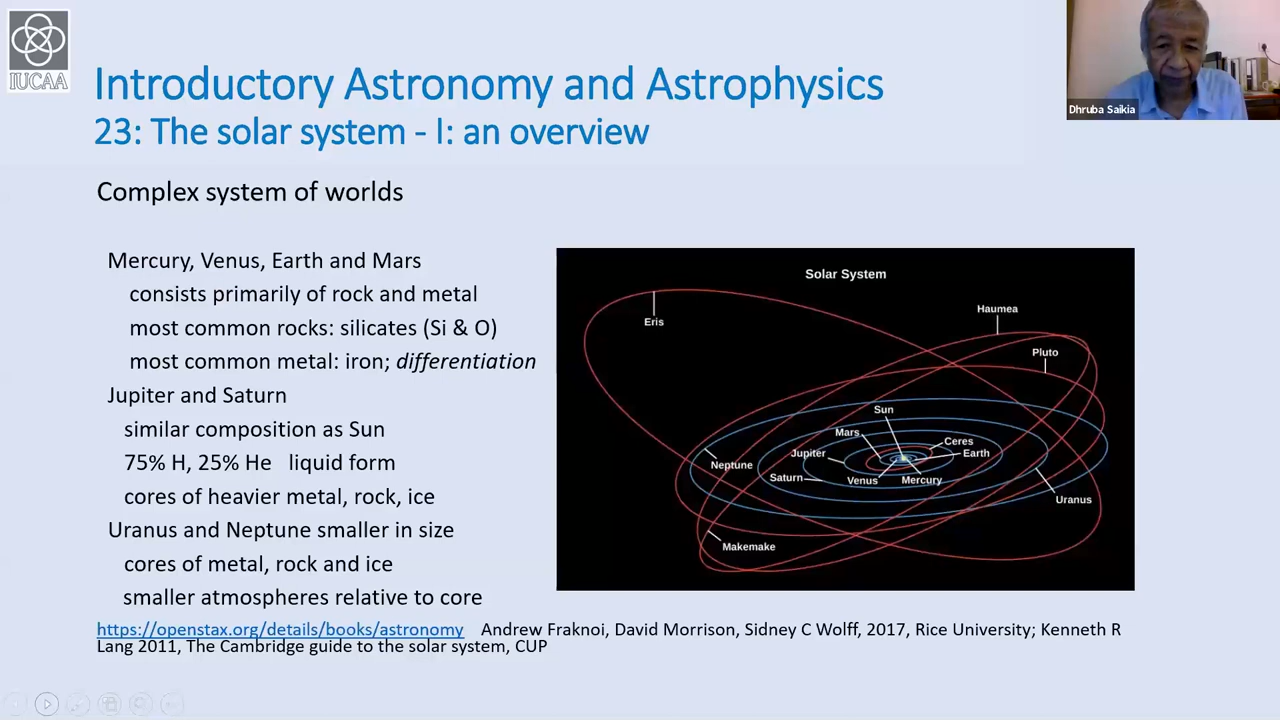 IUCAA
Introductory Astronomy and Astrophysics
23: The solar system - I: an overview
Dhruba Saikia
Complex system of worlds
Mercury, Venus, Earth and Mars
consists primarily of rock and metal
most common rocks: silicates (Si & O)
most common metal: iron; differentiation
Jupiter and Saturn
similar composition as Sun
75% H, 25% He liquid form
cores of heavier metal, rock, ice
Uranus and Neptune smaller in size
cores of metal, rock and ice
smaller atmospheres relative to core
Solar System
Eris
Haumea
Pluto
Sun
Mars
Ceres
Jupiter
Earth
Neptune
Saturn
Venus
Mercury
Uranus
Makemake
https://openstax.org/details/books/astronomy Andrew Fraknoi, David Morrison, Sidney C Wolff, 2017, Rice University; Kenneth R
Lang 2011, The Cambridge guide to the solar system, CUP